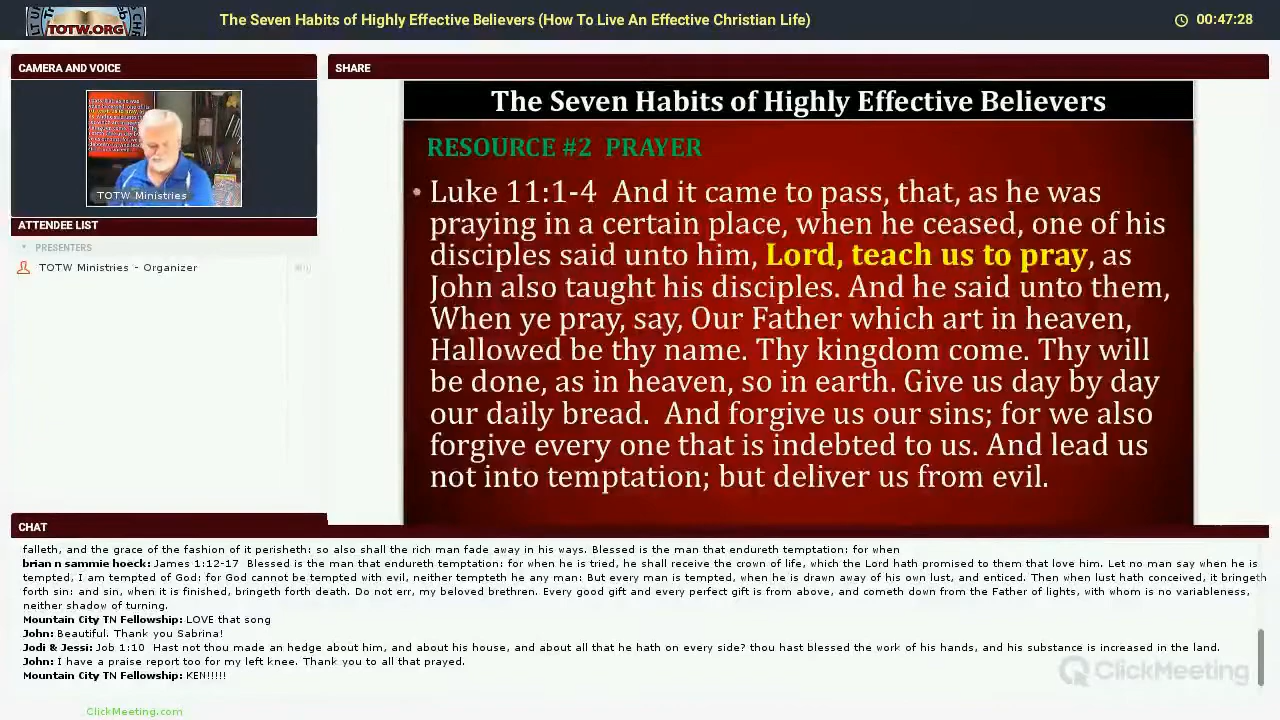 TOTW.ORG
The Seven Habits of Highly Effective Believers (How To Live An Effective Christian Life)
00:47:28
CAMERA AND VOICE
TOTW Ministries
ATTENDEE LIST
PRESENTERS
TOTW Ministries - Organizer
SHARE
The Seven Habits of Highly Effective Believers
RESOURCE #2 PRAYER
• Luke 11:1-4 And it came to pass, that, as he was
praying in a certain place, when he ceased, one of his
disciples said unto him, Lord, teach us to pray, as
John also taught his disciples. And he said unto them,
When ye pray, say, Our Father which art in heaven,
Hallowed be thy name. Thy kingdom come. Thy will
be done, as in heaven, so in earth. Give us day by day
our daily bread. And forgive us our sins; for we also
forgive every one that is indebted to us. And lead us
not into temptation; but deliver us from evil.
CHAT
falleth, and the grace of the fashion of it perisheth: so also shall the rich man fade away in his ways. Blessed is the man that endureth temptation: for when
brian n sammie hoeck: James 1:12-17 Blessed is the man that endureth temptation: for when he is tried, he shall receive the crown of life, which the Lord hath promised to them that love him. Let no man say when he is
tempted, I am tempted of God: for God cannot be tempted with evil, neither tempteth he any man: But every man is tempted, when he is drawn away of his own lust, and enticed. Then when lust hath conceived, it bringeth
forth sin: and sin, when it is finished, bringeth forth death. Do not err, my beloved brethren. Every good gift and every perfect gift is from above, and cometh down from the Father of lights, with whom is no variableness,
neither shadow of turning.
Mountain City TN Fellowship: LOVE that song
John: Beautiful. Thank you Sabrina!
Jodi & Jessi: Job 1:10 Hast not thou made an hedge about him, and about his house, and about all that he hath on every side? thou hast blessed the work of his hands, and his substance is increased in the land.
John: I have a praise report too for my left knee. Thank you to all that prayed.
Mountain City TN Fellowship: KEN!!!!!
ClickMeeting
ClickMeeting.com